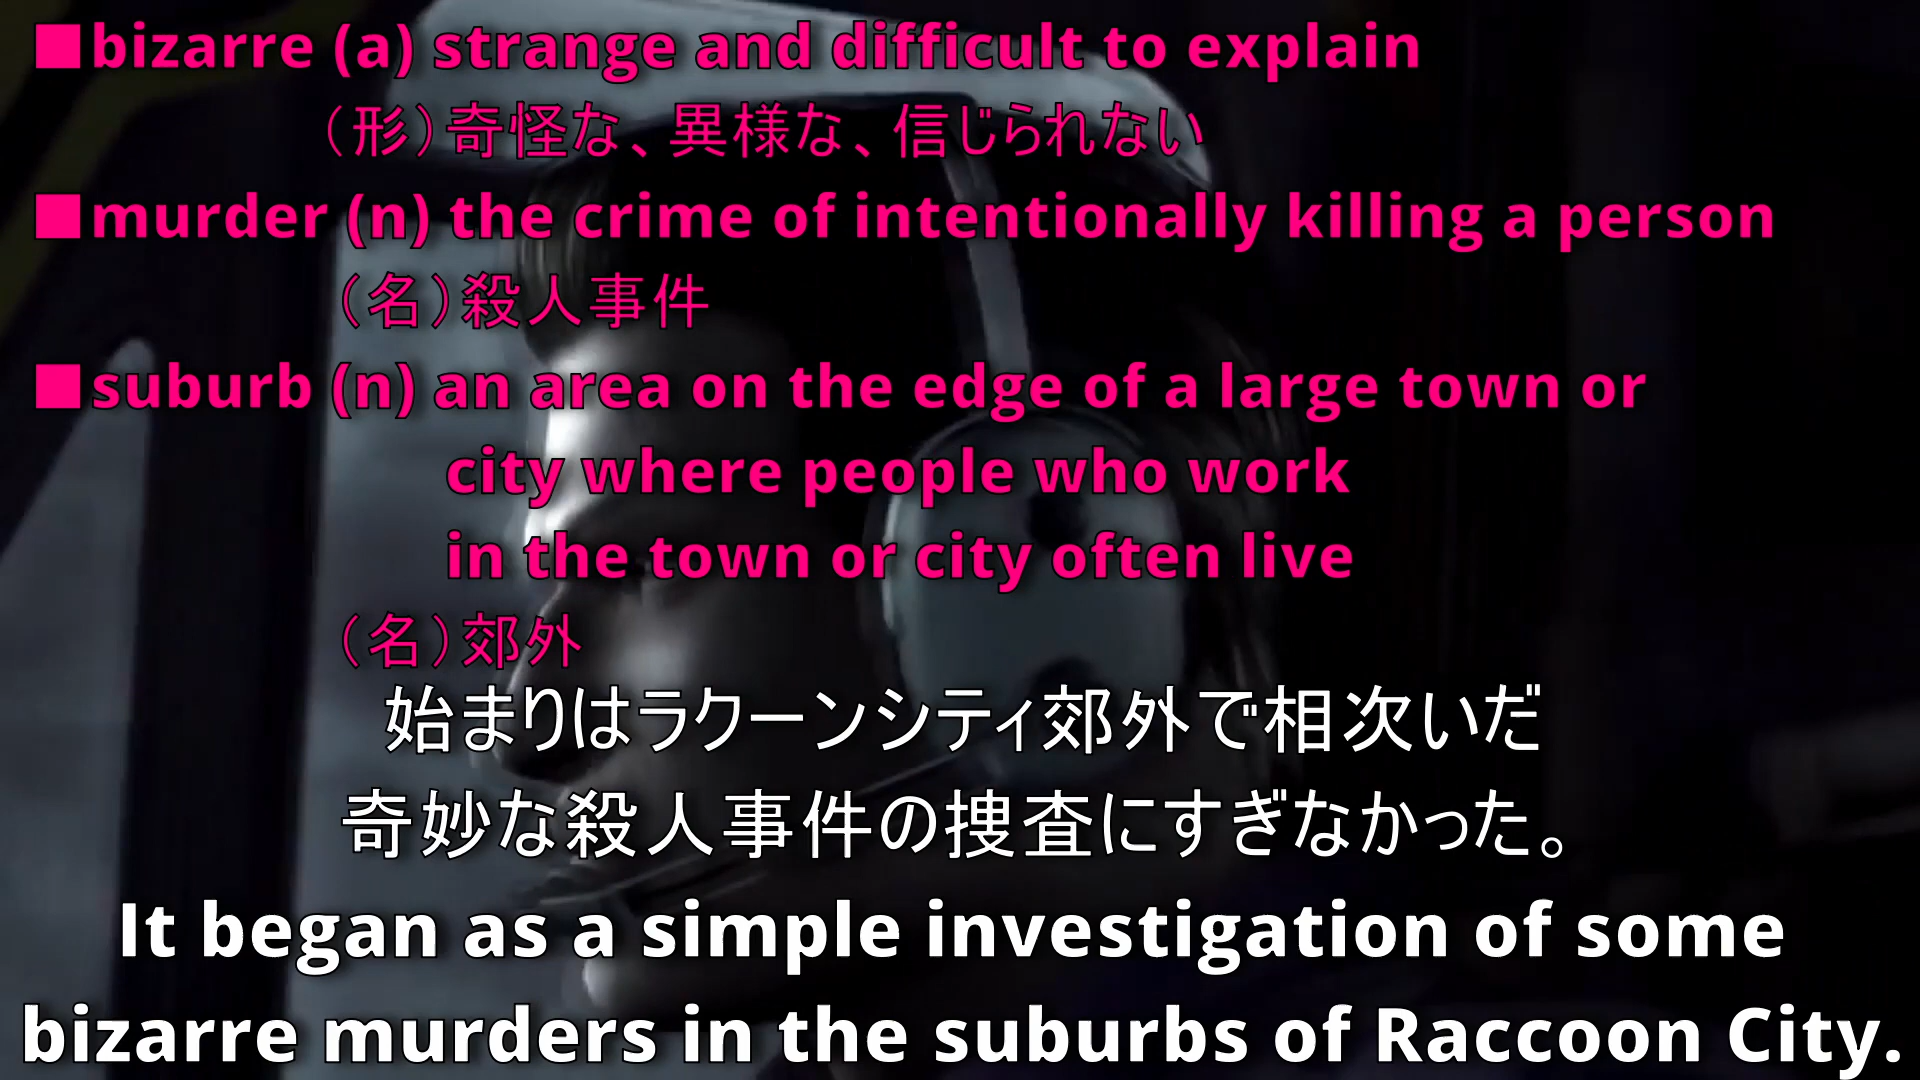 ■bizarre (a) strange and difficult to explain
（形）奇怪な、異様な、信じられない
■murder (n) the crime of intentionally killing a person
（名）殺人事件
■suburb (n) an area on the edge of a large town or
city where people who work
in the town or city often live
（名）郊外
始まりはラクーンシティ郊外で相次いだ
奇妙な殺人事件の捜査にすぎなかった。
It began as a simple investigation of some
bizarre murders in the suburbs of Raccoon City.